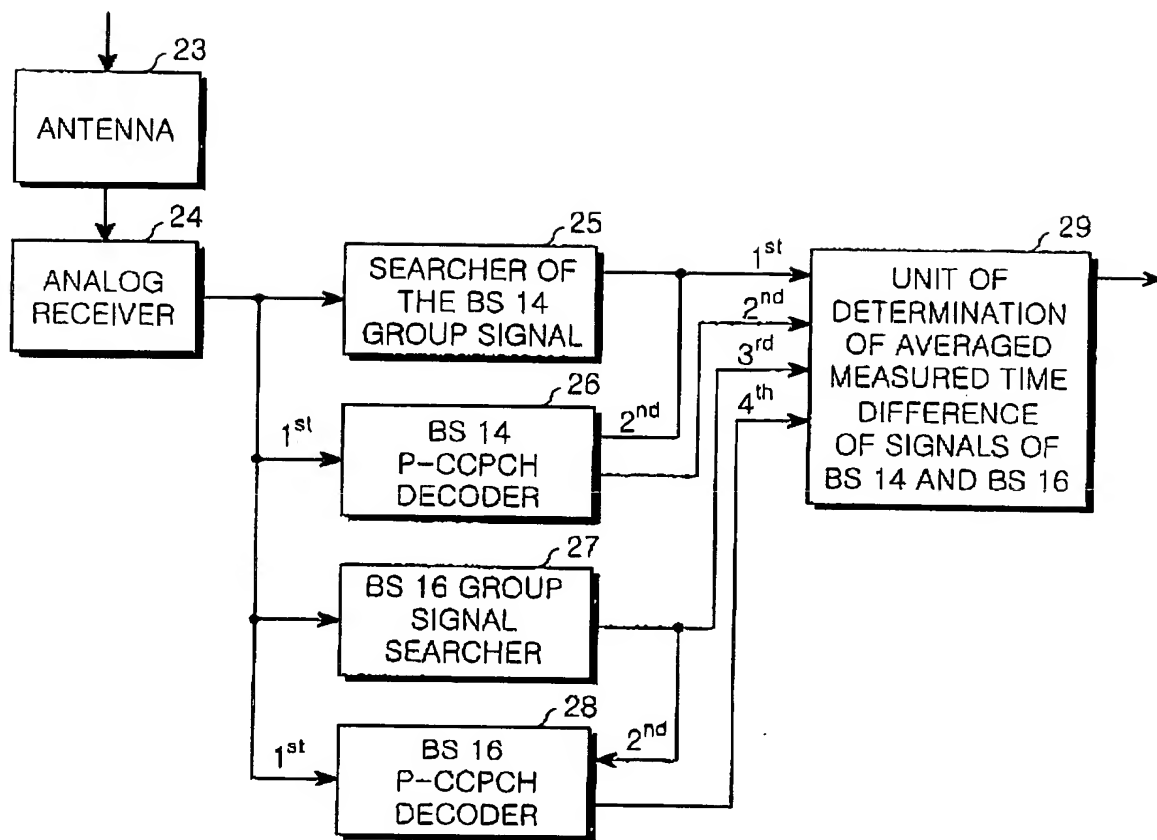 23
ANTENNA
24
ANALOG
RECEIVER
25
SEARCHER OF
THE BS 14
GROUP SIGNAL
26
1st
BS 14
P-CCPCH
DECODER
2nd
27
BS 16 GROUP
SIGNAL
SEARCHER
28
1st
BS 16
P-CCPCH
DECODER
2nd
1st
2nd
3rd
4th
29
UNIT OF
DETERMINATION
OF AVERAGED
MEASURED TIME
DIFFERENCE
OF SIGNALS OF
BS 14 AND BS 16